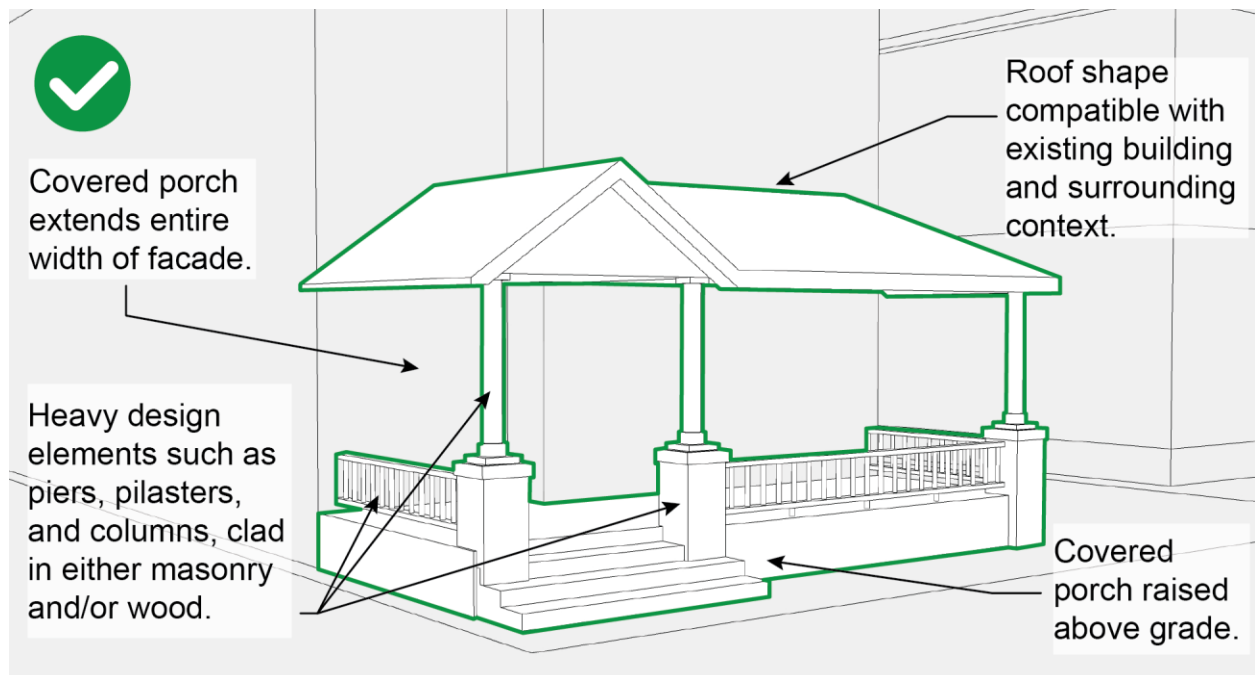 Covered porch
extends entire
width of facade.
Heavy design
elements such as
piers, pilasters,
and columns, clad
in either masonry
and/or wood.
Roof shape
compatible with
existing building
and surrounding
context.
Covered
porch raised
above grade.